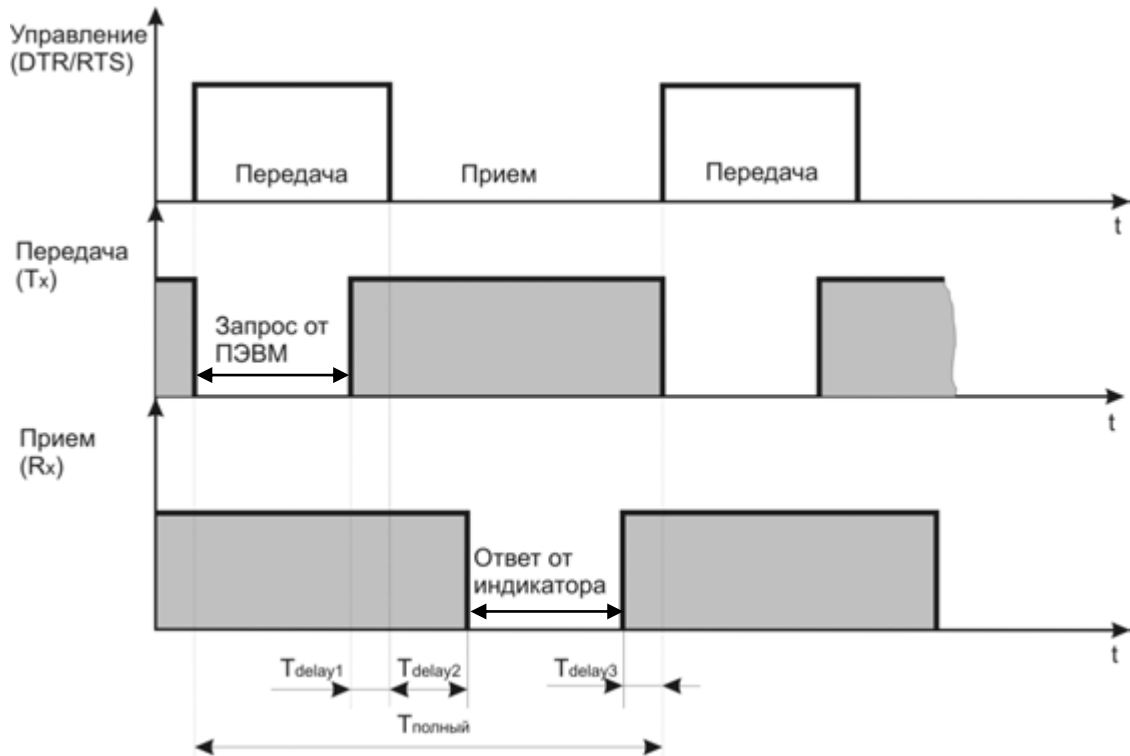 Управление
(DTR/RTS)
Передача
Прием
Передача
t
Передача
(Tx)
Запрос от
ПЭВМ
t
Прием
(Rx)
Ответ от
индикатора
t
Tdelay1
Tdelay2
Tdelay3
Tполный